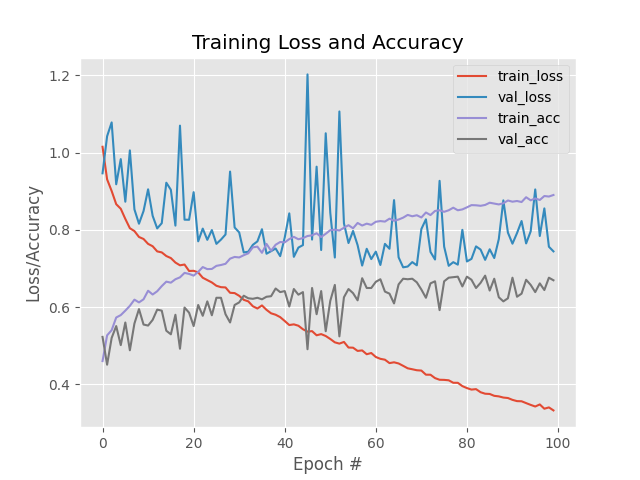 Training Loss and Accuracy
train_loss
val_loss
train_acc
val_acc
Loss/Accuracy
1.2
1.0
0.8
0.6
0.4
0
20
40
60
80
100
Epoch #